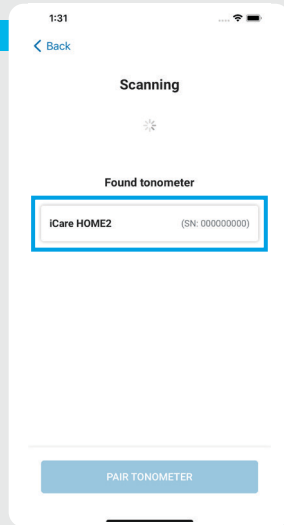 1:31
Back
Scanning
Found tonometer
iCare HOME2 (SN: 000000000)
PAIR TONOMETER